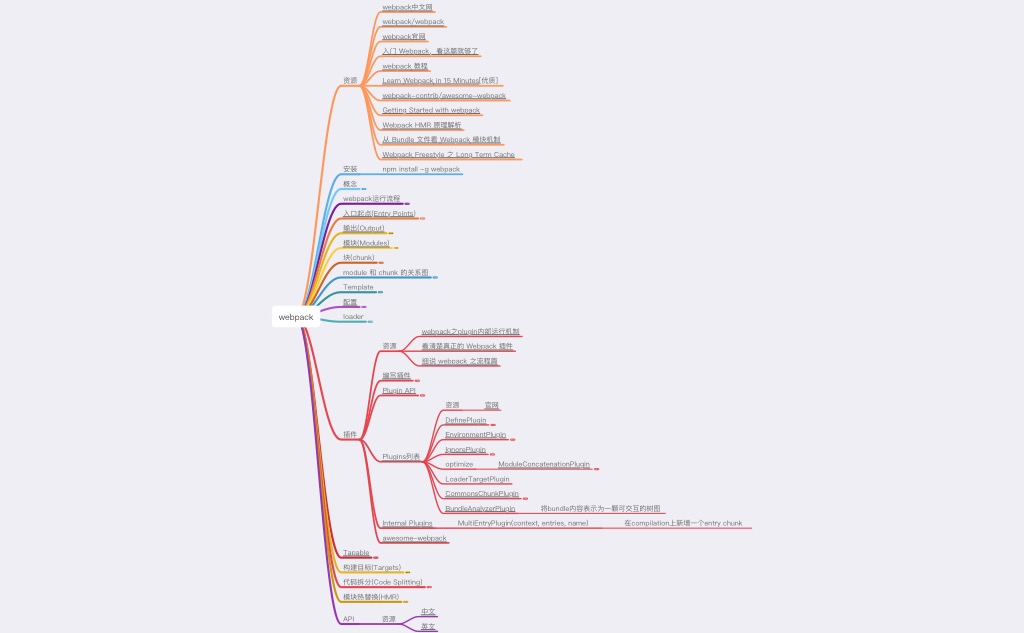 webpack中文网
webpack/webpack
webpack官网
入门 Webpack，看这篇就够了
webpack 教程
资源
Learn Webpack in 15 Minutes[优质]
webpack-contrib/awesome-webpack
Getting Started with webpack
Webpack HMR 原理解析
从 Bundle 文件看 Webpack 模块机制
Webpack Freestyle 之 Long Term Cache
安装 npm install -g webpack
概念
webpack运行流程
入口起点(Entry Points)
输出(Output)
模块(Modules)
块(chunk)
module 和 chunk 的关系图
Template
配置
loader
webpack
webpack之plugin内部运行机制
资源
看清楚真正的 Webpack 插件
细说 webpack 之流程篇
编写插件
Plugin API
插件
资源 官网
DefinePlugin
EnvironmentPlugin
IgnorePlugin
Plugins列表
optimize ModuleConcatenationPlugin
LoaderTargetPlugin
CommonsChunkPlugin
BundleAnalyzerPlugin 将bundle内容表示为一颗可交互的树图
Internal Plugins MultiEntryPlugin(context, entries, name) 在compilation上新增一个entry chunk
awesome-webpack
Tapable
构建目标(Targets)
代码拆分(Code Splitting)
模块热替换(HMR)
API 资源
中文
英文